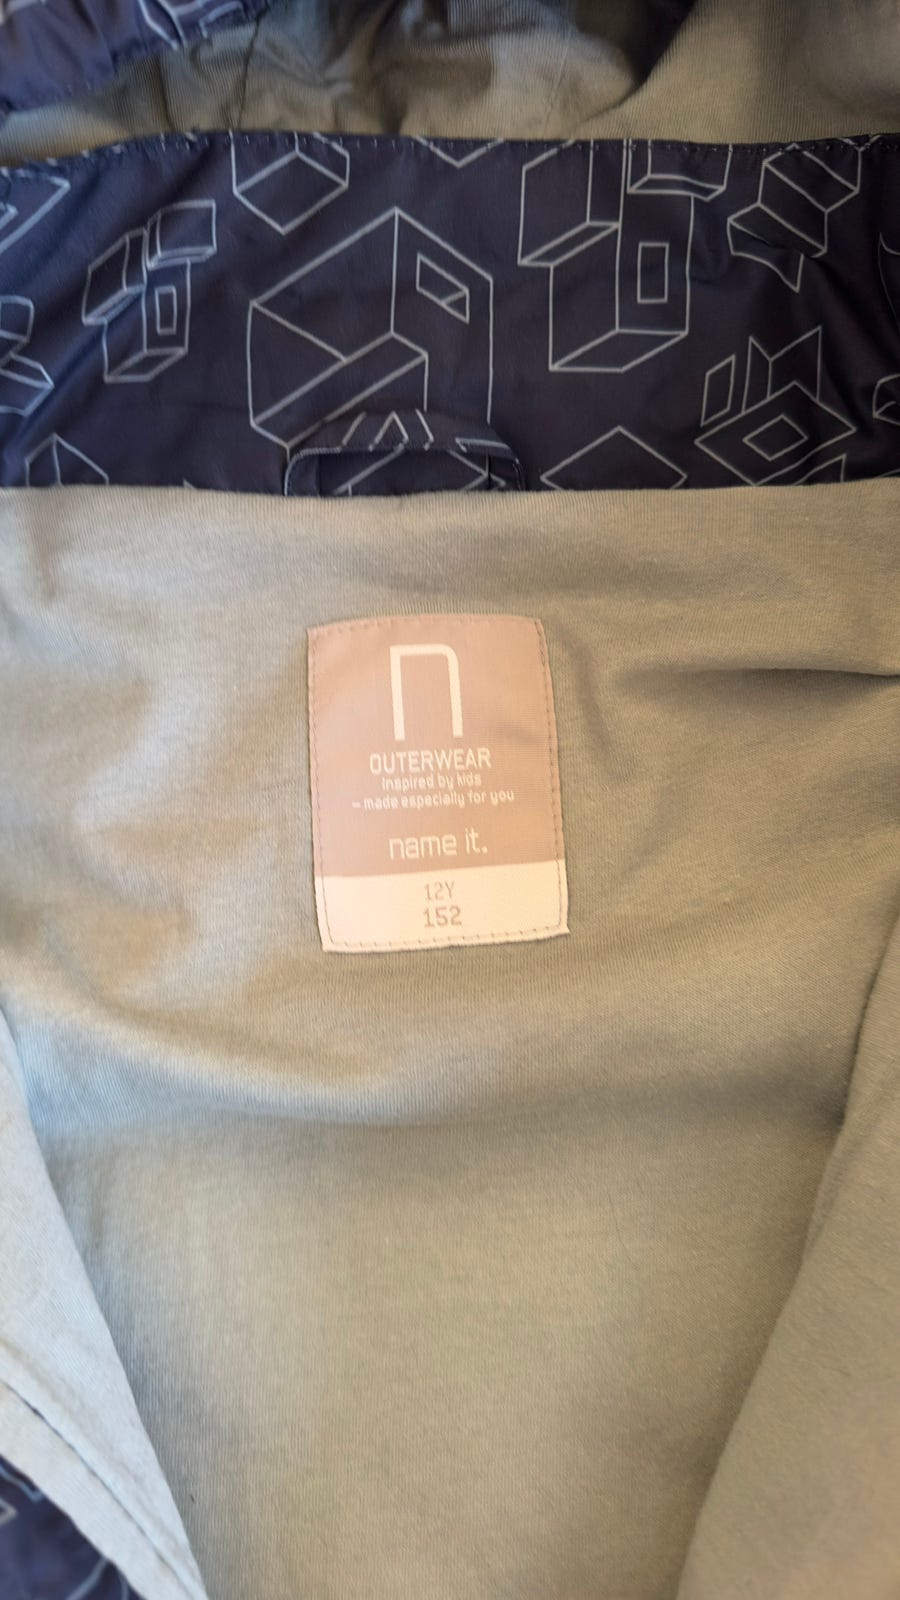 n
OUTERWEAR
inspired by kids
– made especially for you
name it.
12Y
152